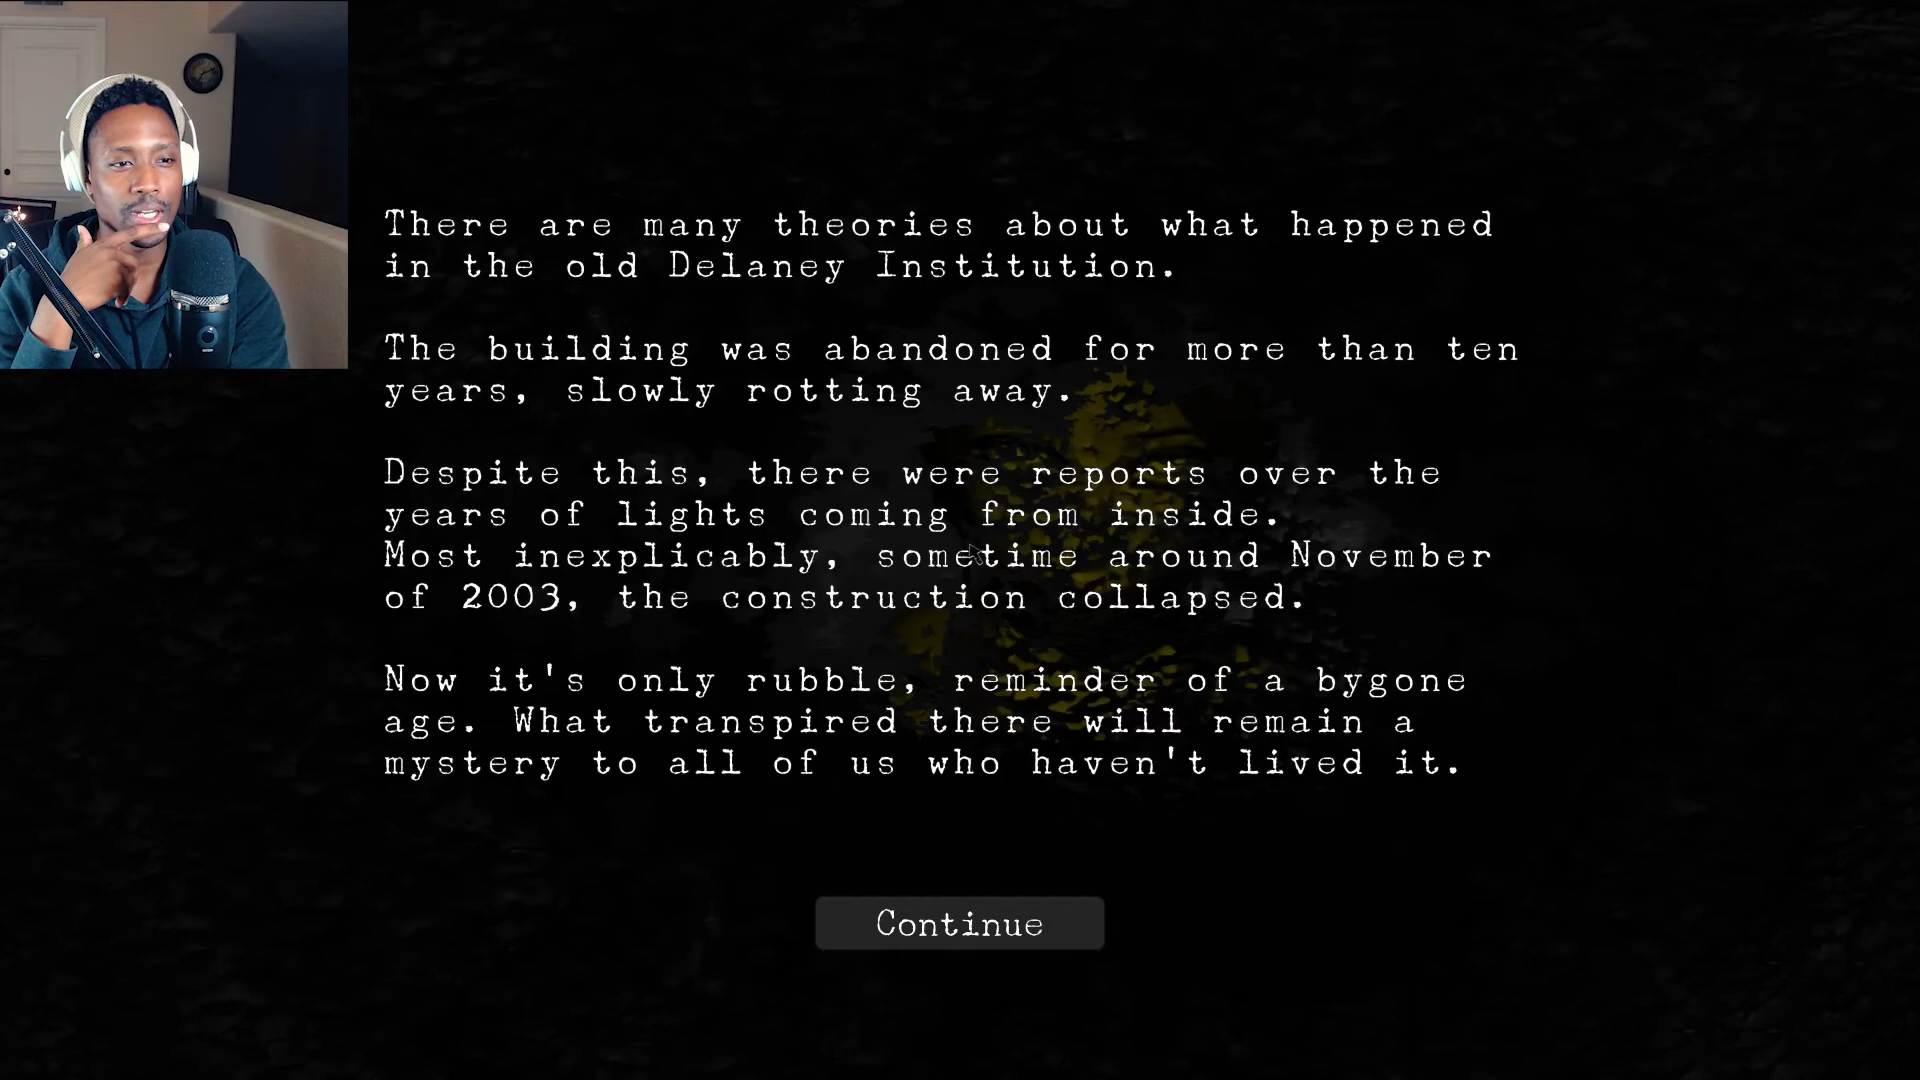 There are many theories about what happened
in the old Delaney Institution.
The building was abandoned for more than ten
years, slowly rotting away.
Despite this, there were reports over the
years of lights coming from inside.
Most inexplicably, sometime around November
of 2003, the construction collapsed.
Now it's only rubble, reminder of a bygone
age. What transpired there will remain a
mystery to all of us who haven't lived it.
Continue